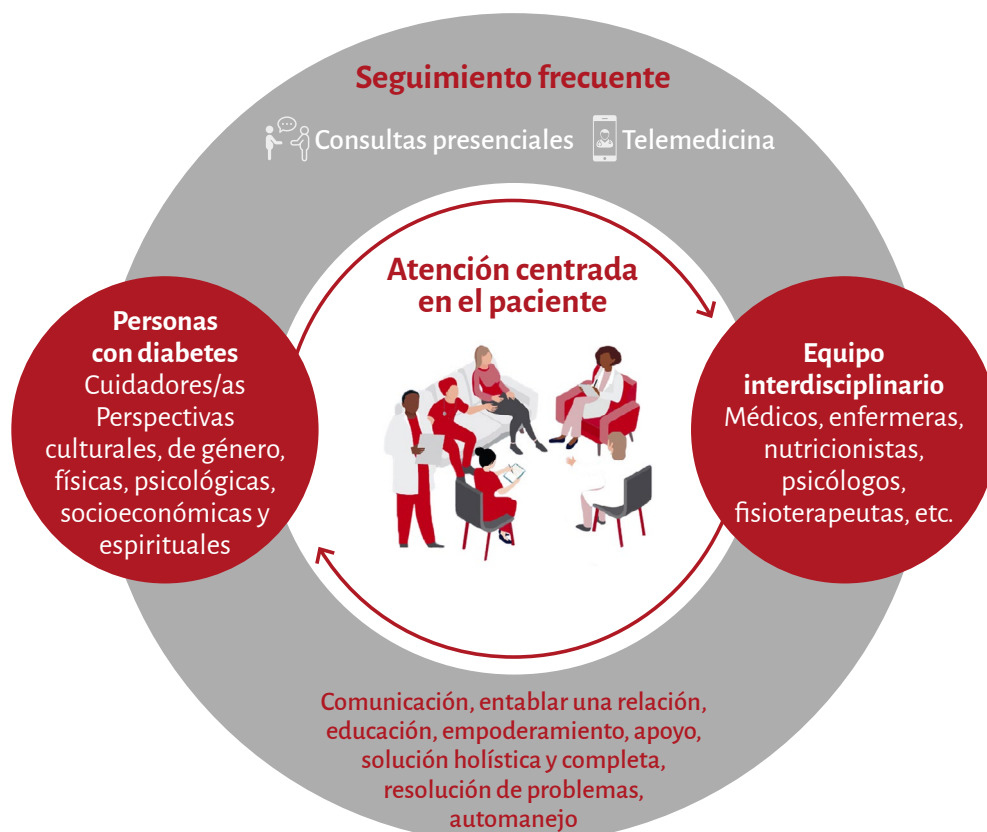 Seguimiento frecuente
Consultas presenciales
Telemedicina
Atención centrada
en el paciente
Personas
con diabetes
Cuidadores/as
Perspectivas
culturales, de género,
físicas, psicológicas,
socioeconómicas y
espirituales
Equipo
interdisciplinario
Médicos, enfermeras,
nutricionistas,
psicólogos,
fisioterapeutas, etc.
Comunicación, entablar una relación,
educación, empoderamiento, apoyo,
solución holística y completa,
resolución de problemas,
automanejo